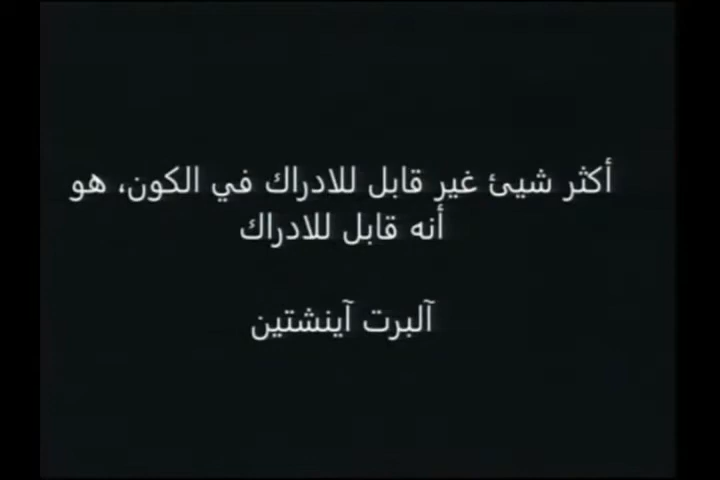 أكثر شيئ غير قابل للادراك في الكون، هو
أنه قابل للادراك
آلبرت آينشتين